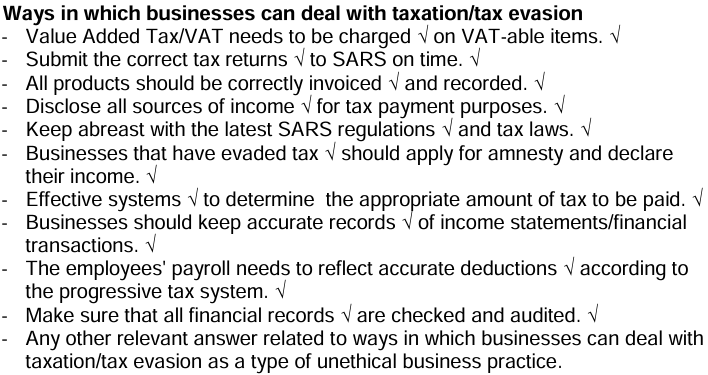 Ways in which businesses can deal with taxation/tax evasion
- Value Added Tax/VAT needs to be charged √ on VAT-able items. √
- Submit the correct tax returns √ to SARS on time. √
- All products should be correctly invoiced √ and recorded. √
- Disclose all sources of income √ for tax payment purposes. √
- Keep abreast with the latest SARS regulations √ and tax laws. √
- Businesses that have evaded tax √ should apply for amnesty and declare
their income. √
- Effective systems √ to determine the appropriate amount of tax to be paid. √
- Businesses should keep accurate records √ of income statements/financial
transactions. √
- The employees' payroll needs to reflect accurate deductions √ according to
the progressive tax system. √
- Make sure that all financial records √ are checked and audited. √
- Any other relevant answer related to ways in which businesses can deal with
taxation/tax evasion as a type of unethical business practice.